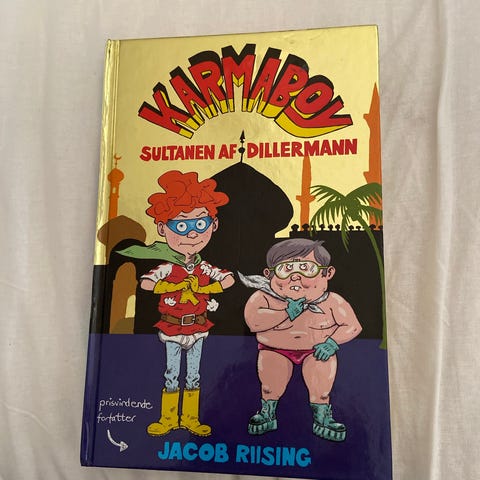 KARMABOY
SULTANEN AF DILLERMANN
prisvindende
forfatter
JACOB RIISING